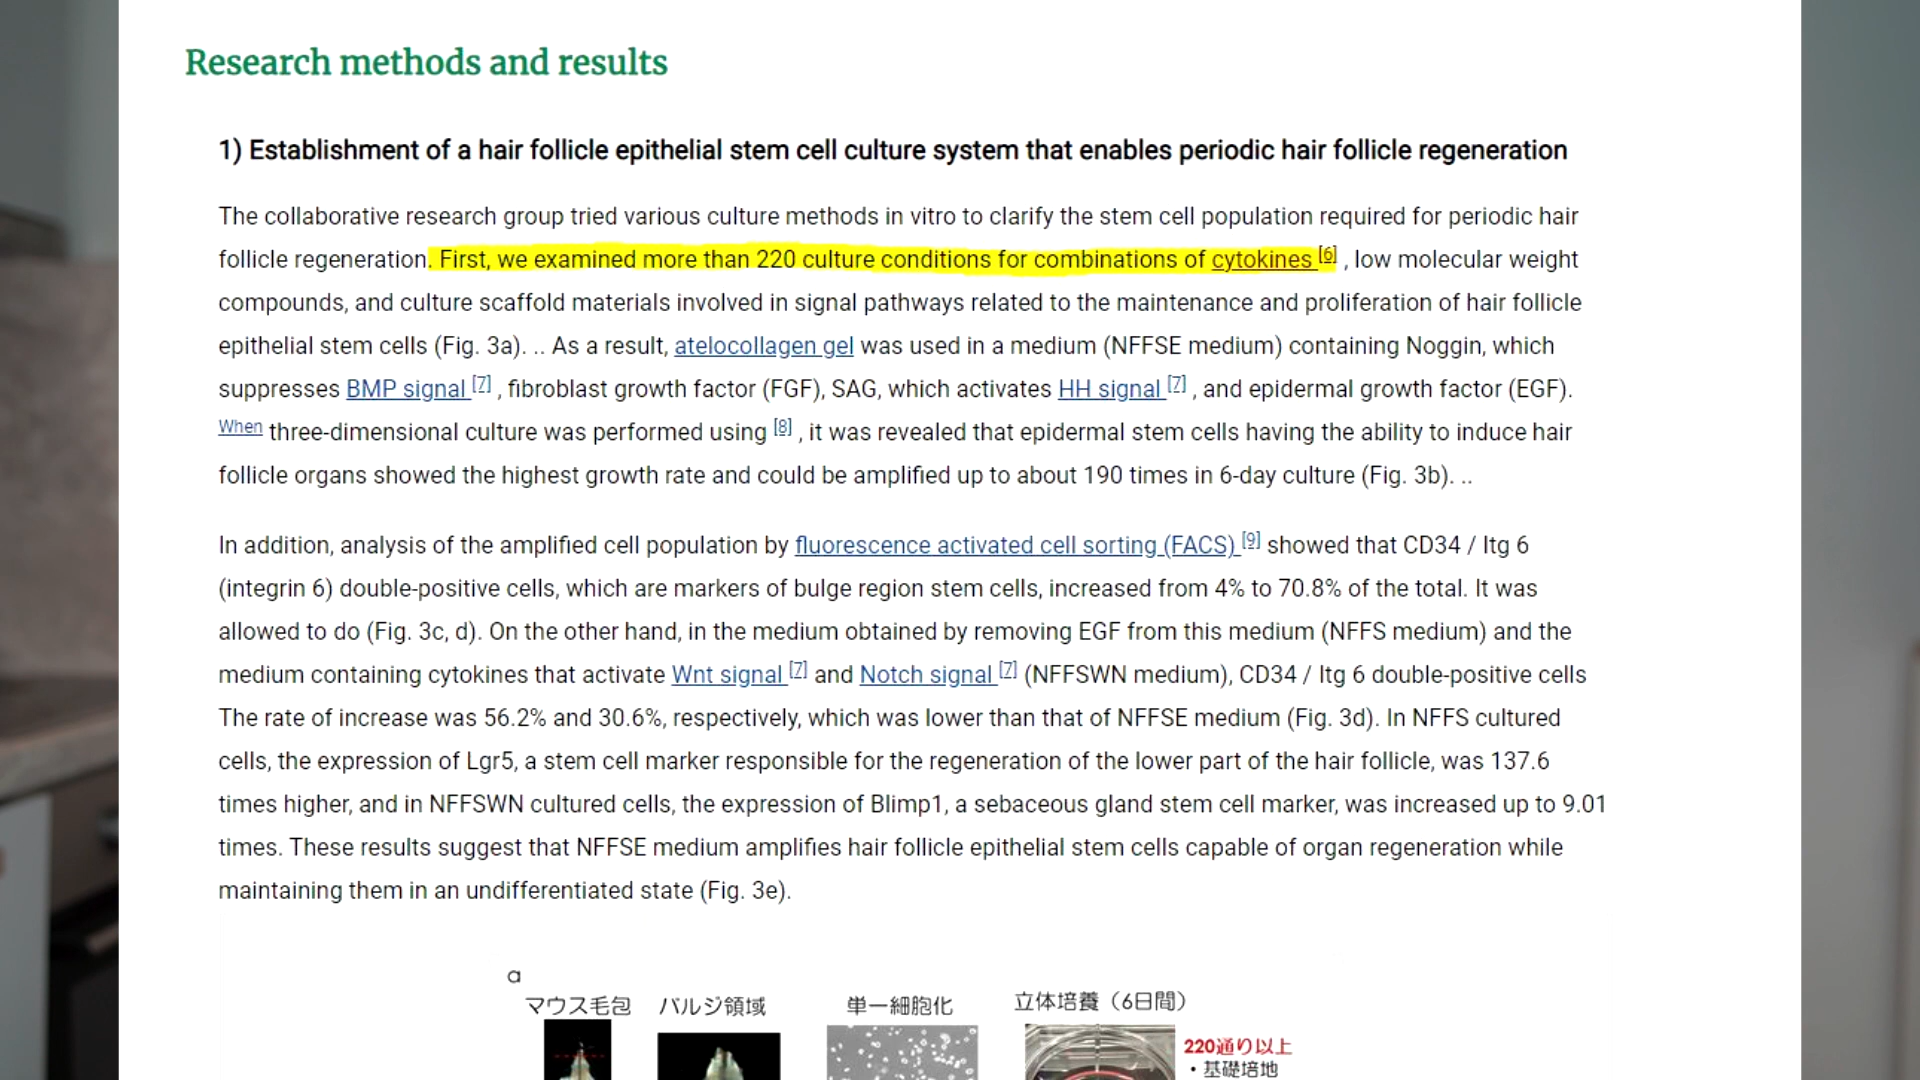 Research methods and results
1) Establishment of a hair follicle epithelial stem cell culture system that enables periodic hair follicle regeneration
The collaborative research group tried various culture methods in vitro to clarify the stem cell population required for periodic hair
follicle regeneration. First, we examined more than 220 culture conditions for combinations of cytokines [6] , low molecular weight
compounds, and culture scaffold materials involved in signal pathways related to the maintenance and proliferation of hair follicle
epithelial stem cells (Fig. 3a). .. As a result, atelocollagen gel was used in a medium (NFFSE medium) containing Noggin, which
suppresses BMP signal [7] , fibroblast growth factor (FGF), SAG, which activates HH signal [7] , and epidermal growth factor (EGF).
When three-dimensional culture was performed using [8] , it was revealed that epidermal stem cells having the ability to induce hair
follicle organs showed the highest growth rate and could be amplified up to about 190 times in 6-day culture (Fig. 3b). ..
In addition, analysis of the amplified cell population by fluorescence activated cell sorting (FACS) [9] showed that CD34 / Itg 6
(integrin 6) double-positive cells, which are markers of bulge region stem cells, increased from 4% to 70.8% of the total. It was
allowed to do (Fig. 3c, d). On the other hand, in the medium obtained by removing EGF from this medium (NFFS medium) and the
medium containing cytokines that activate Wnt signal [7] and Notch signal [7] (NFFSWN medium), CD34 / Itg 6 double-positive cells
The rate of increase was 56.2% and 30.6%, respectively, which was lower than that of NFFSE medium (Fig. 3d). In NFFS cultured
cells, the expression of Lgr5, a stem cell marker responsible for the regeneration of the lower part of the hair follicle, was 137.6
times higher, and in NFFSWN cultured cells, the expression of Blimp1, a sebaceous gland stem cell marker, was increased up to 9.01
times. These results suggest that NFFSE medium amplifies hair follicle epithelial stem cells capable of organ regeneration while
maintaining them in an undifferentiated state (Fig. 3e).
a
マウス毛包 バルジ領域 単一細胞化 立体培養（6日間）
220通り以上
・基礎培地